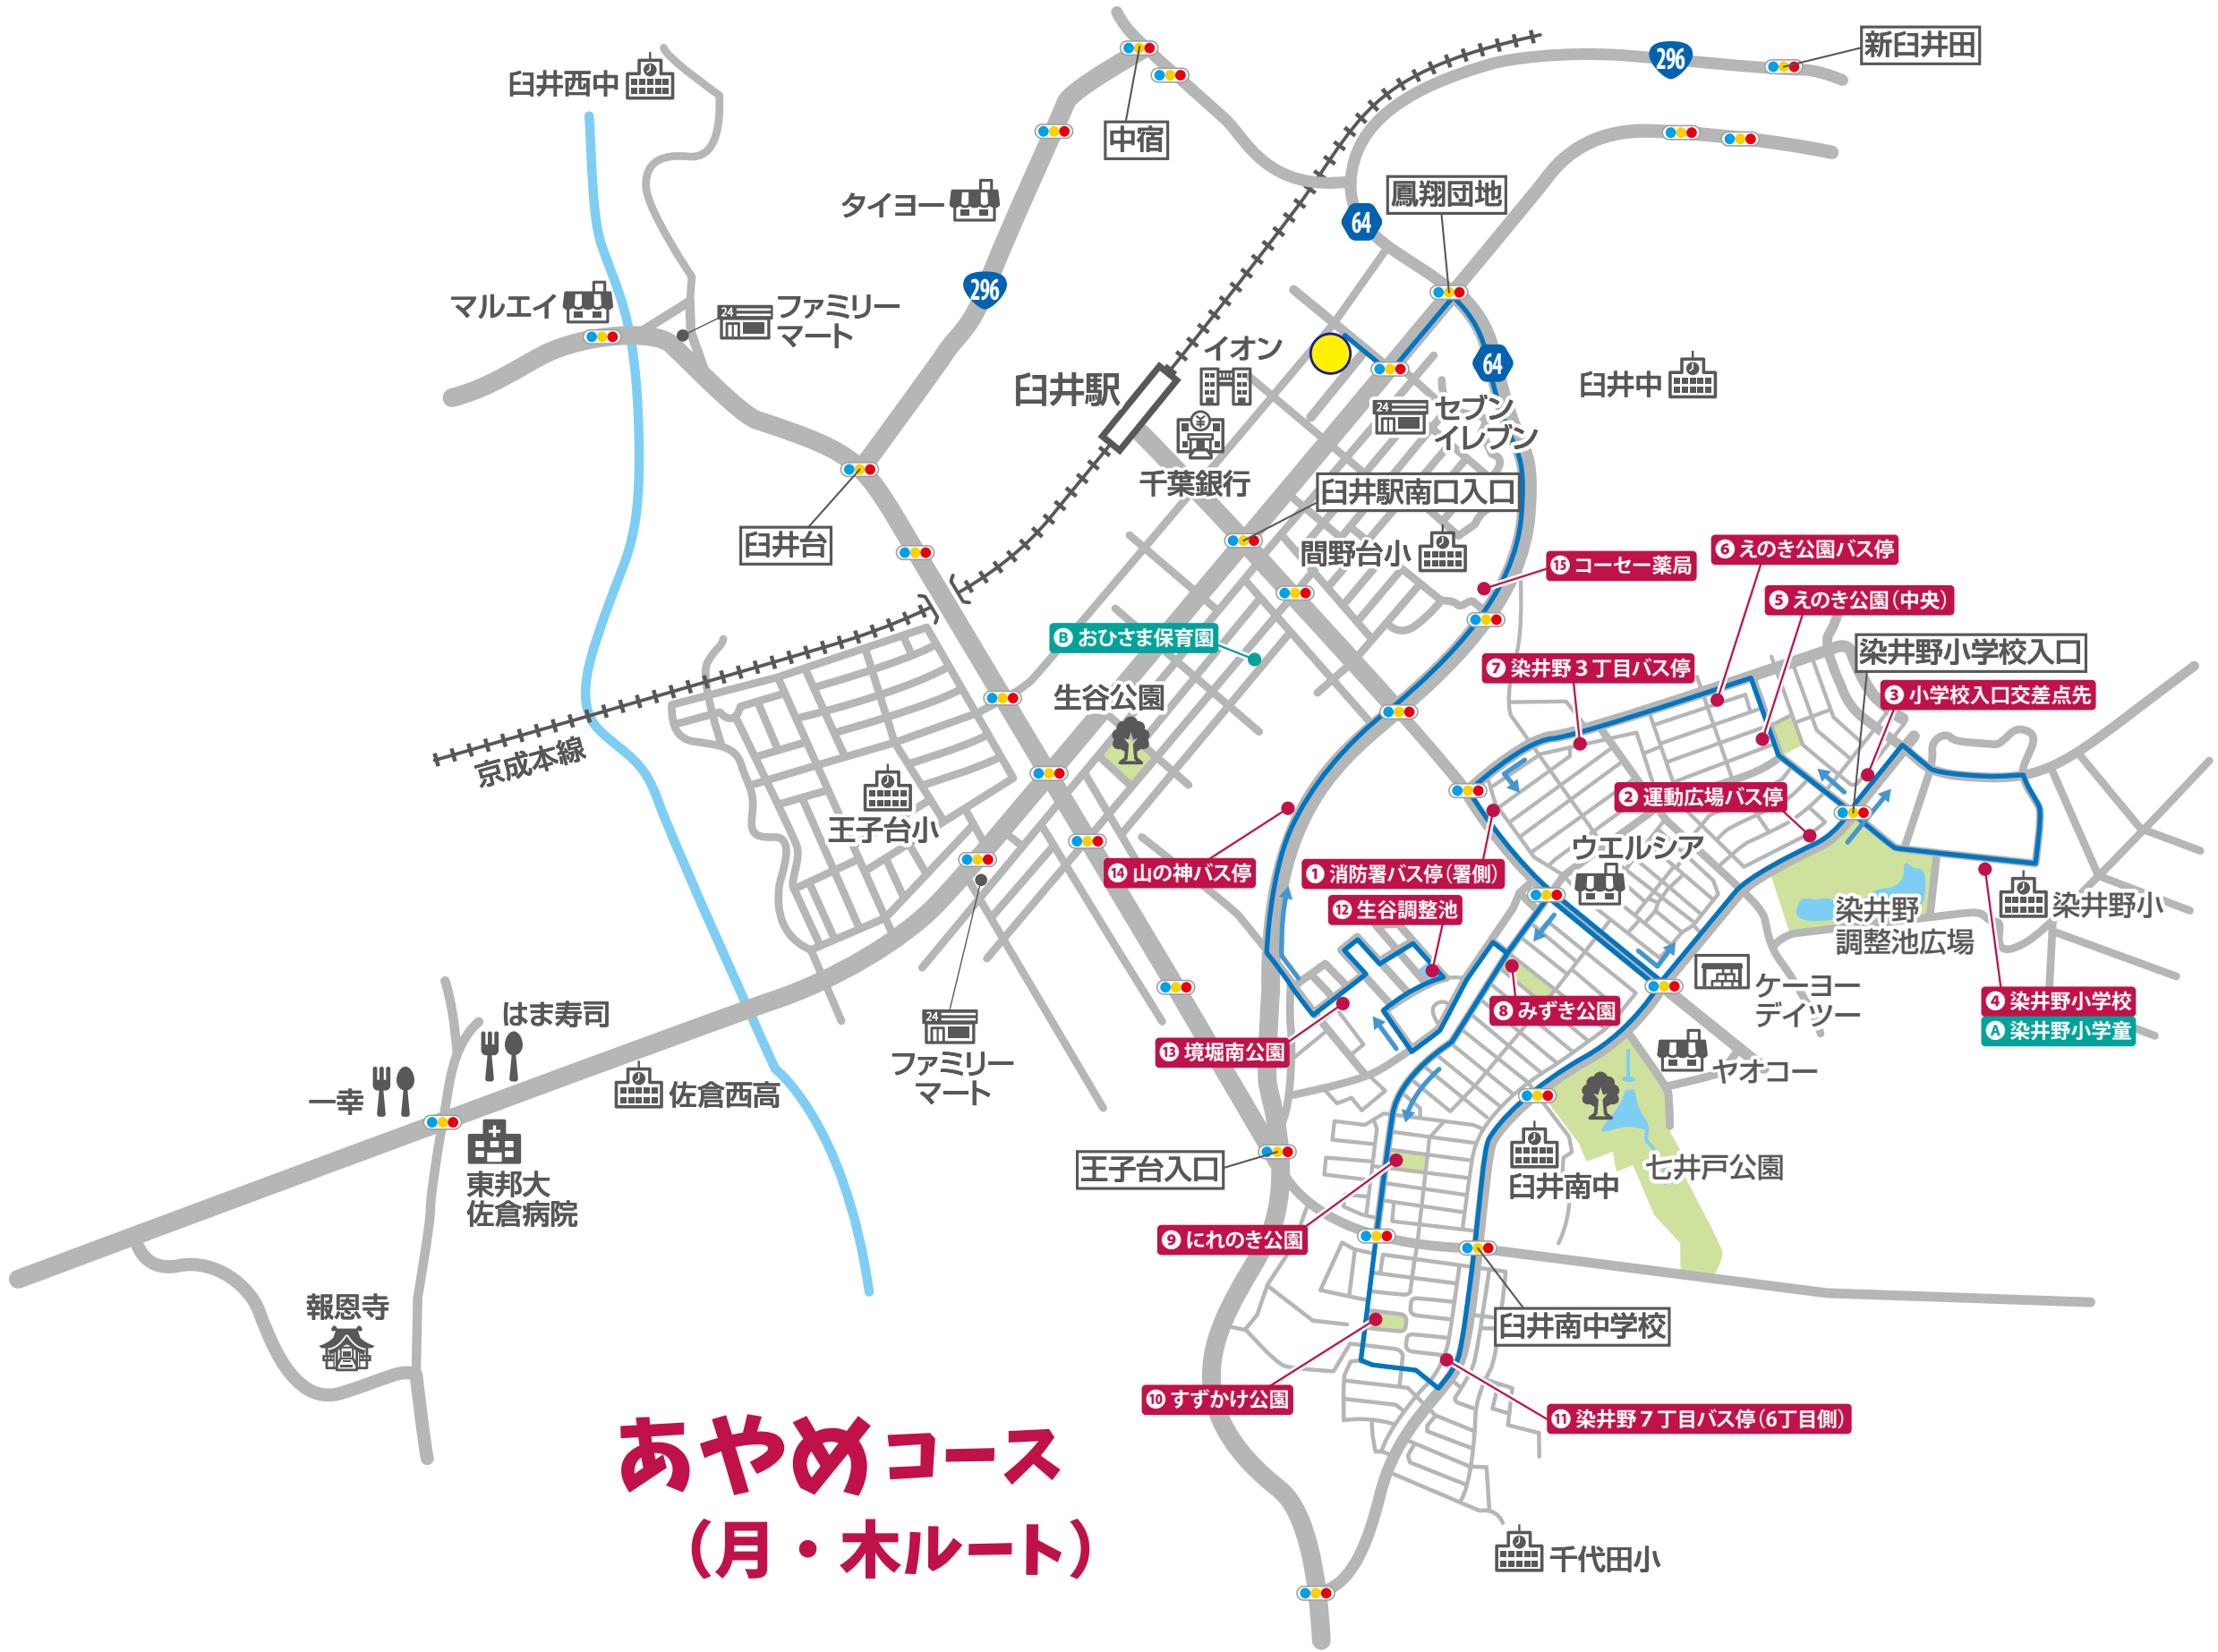 臼井西中
296
新臼井田
中宿
タイヨー
鳳翔団地
64
マルエイ
24
ファミリー
マート
296
イオン
64
臼井駅
臼井中
24
セブン
イレブン
千葉銀行
臼井駅南口入口
臼井台
間野台小
⑮ コーセー薬局
⑥ えのき公園バス停
⑤ えのき公園(中央)
Ⓑ おひさま保育園
染井野小学校入口
⑦ 染井野3丁目バス停
③ 小学校入口交差点先
生谷公園
京成本線
② 運動広場バス停
王子台小
ウエルシア
⑭ 山の神バス停
① 消防署バス停(署側)
⑫ 生谷調整池
染井野
調整池広場
染井野小
ケーヨー
デイツー
④ 染井野小学校
Ⓐ 染井野小学童
⑧ みずき公園
はま寿司
24
ファミリー
マート
⑬ 境堀南公園
ヤオコー
一幸
佐倉西高
東邦大
佐倉病院
王子台入口
臼井南中
七井戸公園
⑨ にれのき公園
報恩寺
臼井南中学校
⑩ すずかけ公園
⑪ 染井野7丁目バス停(6丁目側)
あやめコース
(月・木ルート)
千代田小